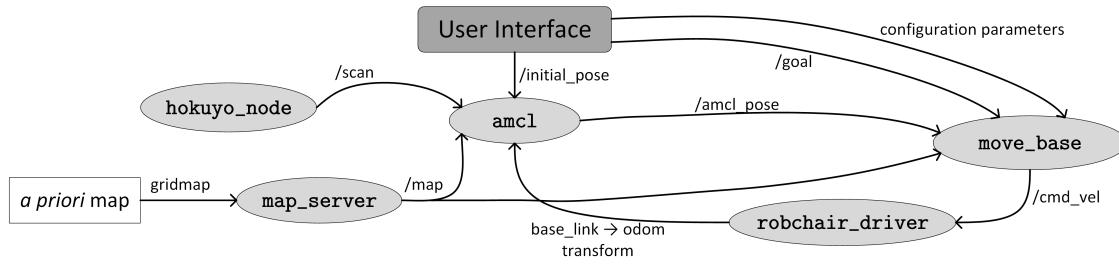 User Interface
configuration parameters
/goal
/scan
/initial_pose
hokuyo_node
amcl
/amcl_pose
move_base
a priori map
gridmap
map_server
/map
/cmd_vel
robchair_driver
base_link → odom
transform